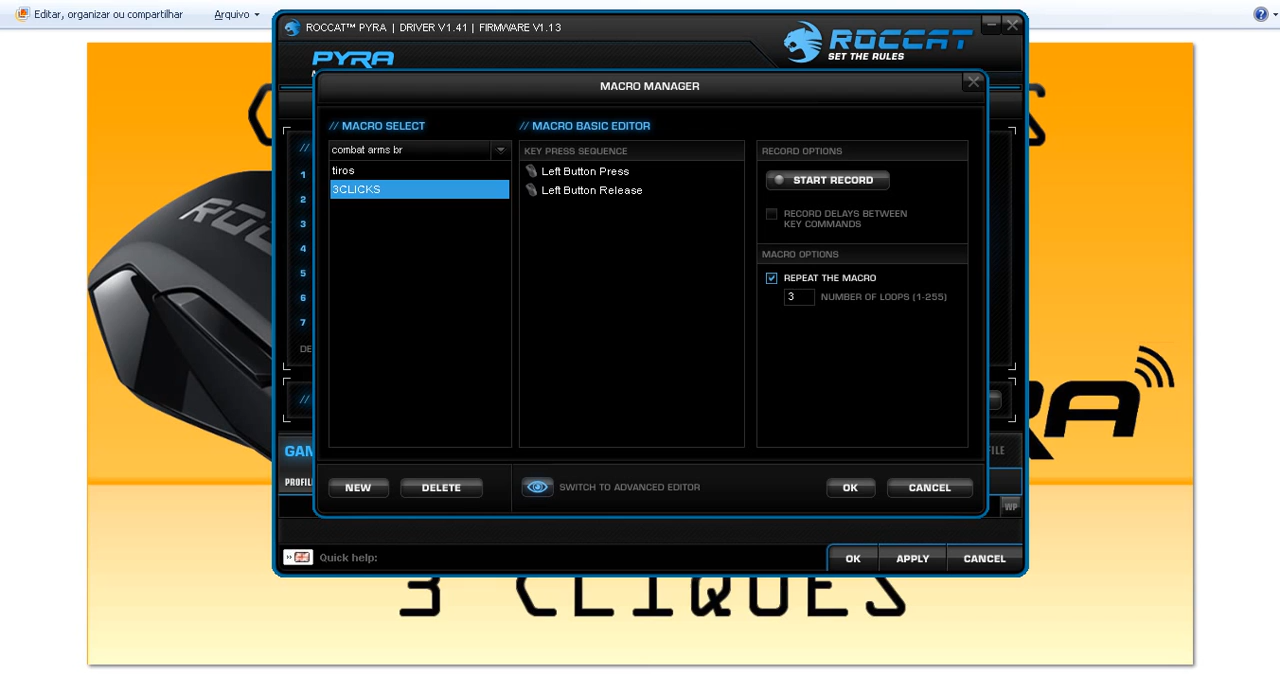 Editar, organizar ou compartilhar
Arquivo
ROCCAT™ PYRA | DRIVER V1.41 | FIRMWARE V1.13
PYRA
ROCCAT
SET THE RULES
MACRO MANAGER
// MACRO SELECT
// MACRO BASIC EDITOR
combat arms br
KEY PRESS SEQUENCE
RECORD OPTIONS
tiros
Left Button Press
START RECORD
3CLICKS
Left Button Release
RECORD DELAYS BETWEEN
KEY COMMANDS
MACRO OPTIONS
REPEAT THE MACRO
3 NUMBER OF LOOPS (1-255)
//
1
2
3
4
5
6
7
//
NEW
DELETE
SWITCH TO ADVANCED EDITOR
OK
CANCEL
WP
Quick help:
OK
APPLY
CANCEL
3 CLIQUES